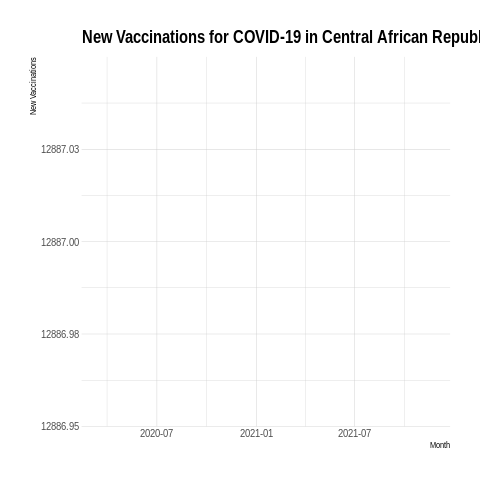 New Vaccinations for COVID-19 in Central African Republ
New Vaccinations
12887.03
12887.00
12886.98
12886.95
2020-07 2021-01 2021-07
Month